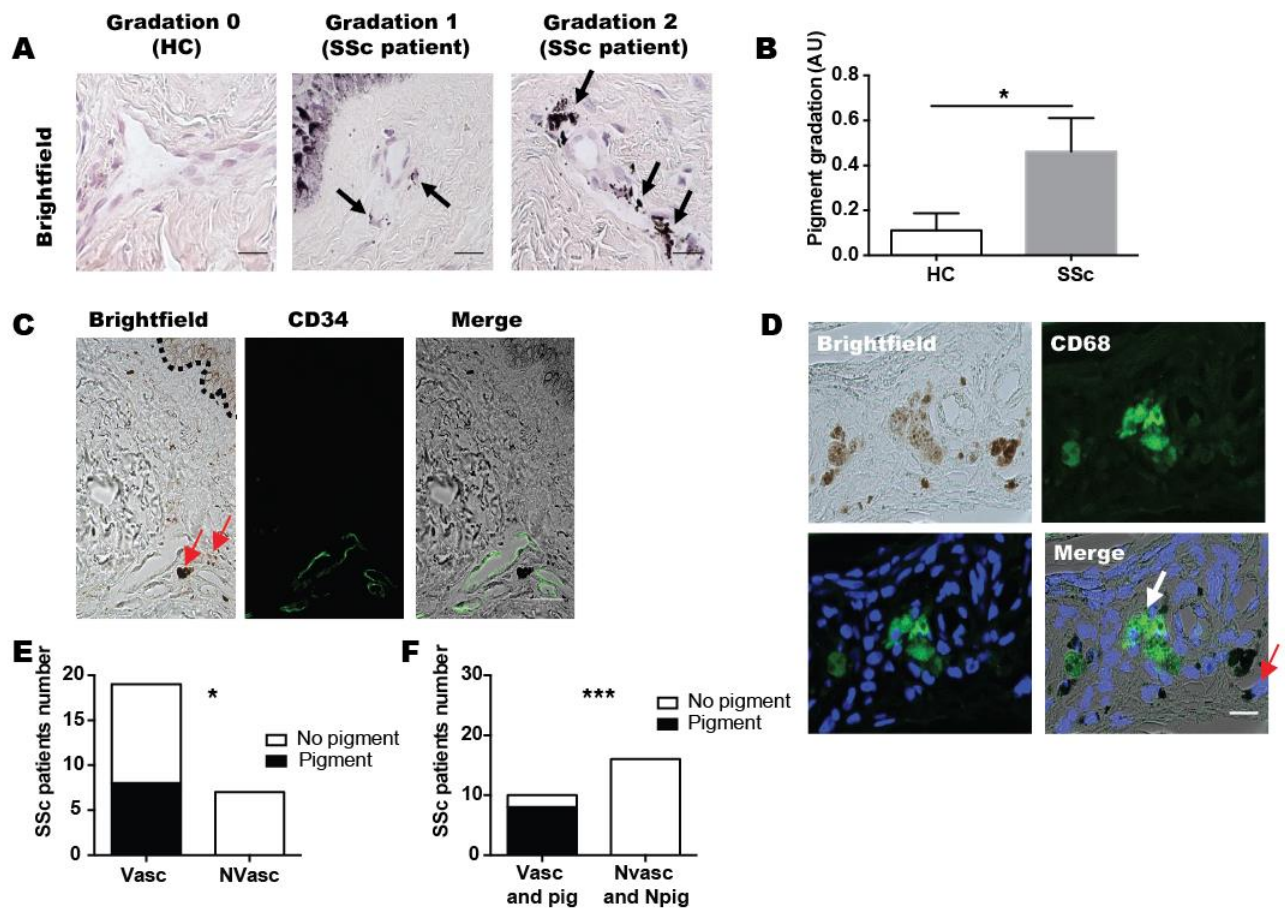 Gradation 0
(HC)
Gradation 1
(SSc patient)
Gradation 2
(SSc patient)
A
Brightfield
B
Pigment gradation (AU)
0.8
0.6
0.4
0.2
0.0
*
HC
SSc
C
Brightfield
CD34
Merge
D
Brightfield
CD68
Merge
E
SSc patients number
20
15
10
5
0
*
No pigment
Pigment
Vasc
NVasc
F
SSc patients number
30
20
10
0
***
No pigment
Pigment
Vasc
and pig
Nvasc
and Npig